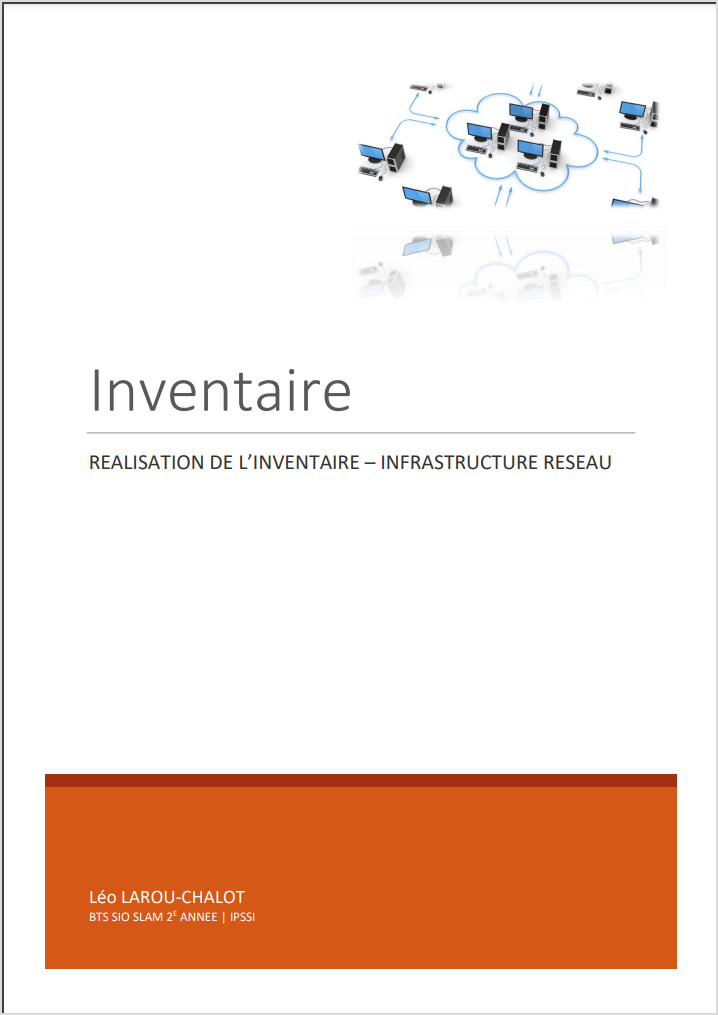 Inventaire
REALISATION DE L’INVENTAIRE – INFRASTRUCTURE RESEAU
Léo LAROU-CHALOT
BTS SIO SLAM 2E ANNEE | IPSSI